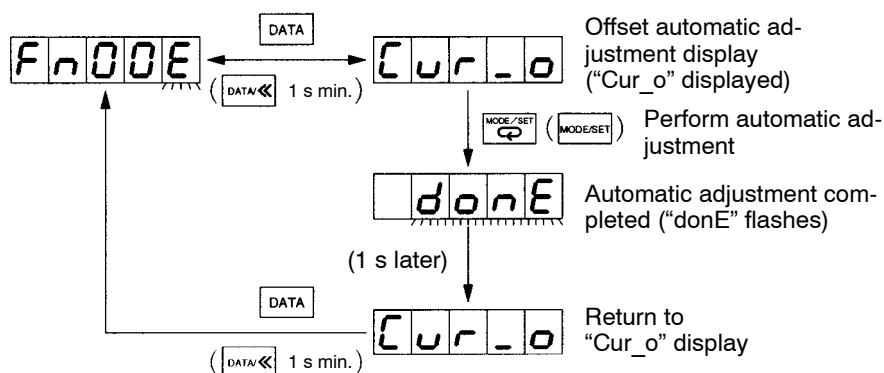 DATA
Fn00E
Cur_o
Offset automatic ad-
justment display
(“Cur_o” displayed)
( DATA/≪ 1 s min. )
MODE/SET ( MODE/SET )
Perform automatic ad-
justment
donE
Automatic adjustment com-
pleted (“donE” flashes)
(1 s later)
DATA
Cur_o
Return to
“Cur_o” display
( DATA/≪ 1 s min. )